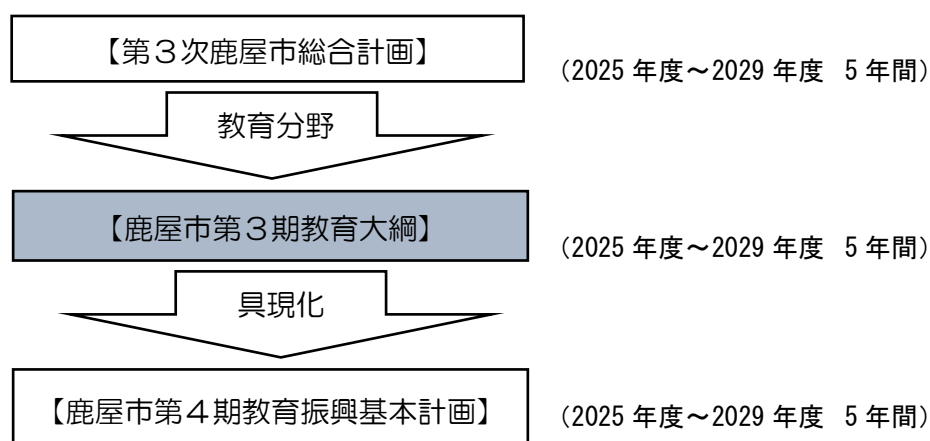 【第３次鹿屋市総合計画】
（2025 年度～2029 年度 5 年間）
教育分野
【鹿屋市第３期教育大綱】
（2025 年度～2029 年度 5 年間）
具現化
【鹿屋市第４期教育振興基本計画】
（2025 年度～2029 年度 5 年間）